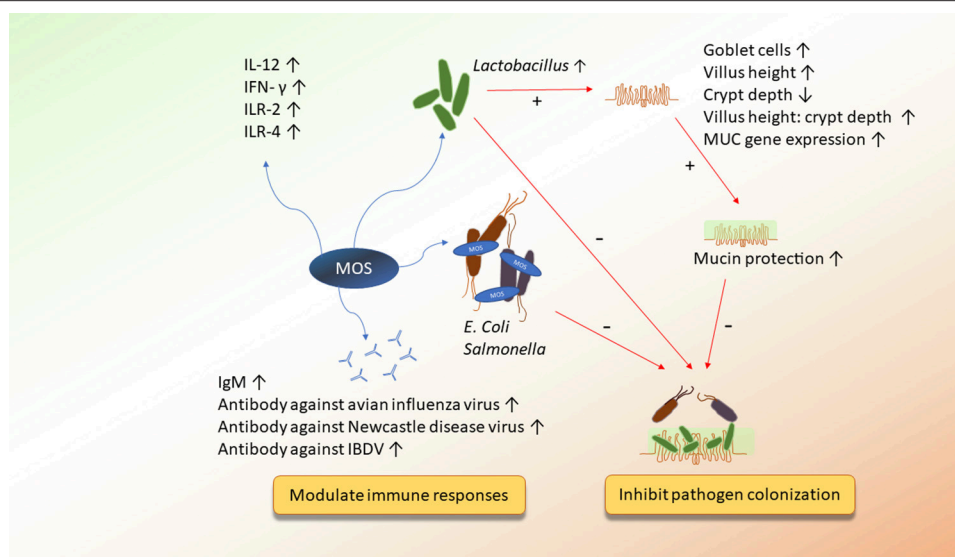 IL-12 ↑
IFN- γ ↑
ILR-2 ↑
ILR-4 ↑
Lactobacillus ↑
+
Goblet cells ↑
Villus height ↑
Crypt depth ↓
Villus height: crypt depth ↑
MUC gene expression ↑
+
MOS
MOS
MOS
MOS
E. Coli
Salmonella
-
-
Mucin protection ↑
-
IgM ↑
Antibody against avian influenza virus ↑
Antibody against Newcastle disease virus ↑
Antibody against IBDV ↑
Modulate immune responses
Inhibit pathogen colonization